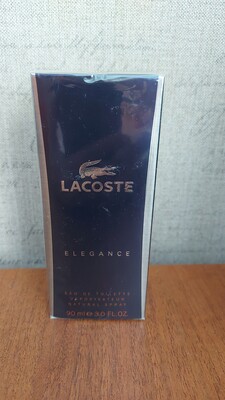 LACOSTE
ELEGANCE
EAU DE TOILETTE
VAPORISATEUR
NATURAL SPRAY
90 ml ℮ 3.0 FL.OZ.